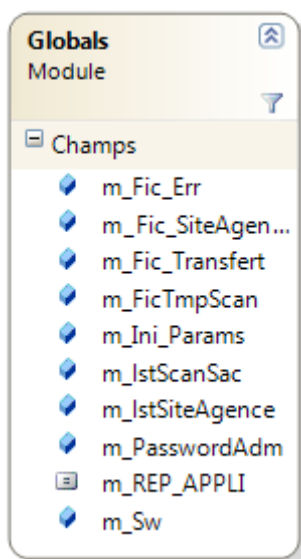 Globals
Module
Champs
m_Fic_Err
m_Fic_SiteAgen...
m_Fic_Transfert
m_FicTmpScan
m_Ini_Params
m_lstScanSac
m_lstSiteAgence
m_PasswordAdm
m_REP_APPLI
m_Sw